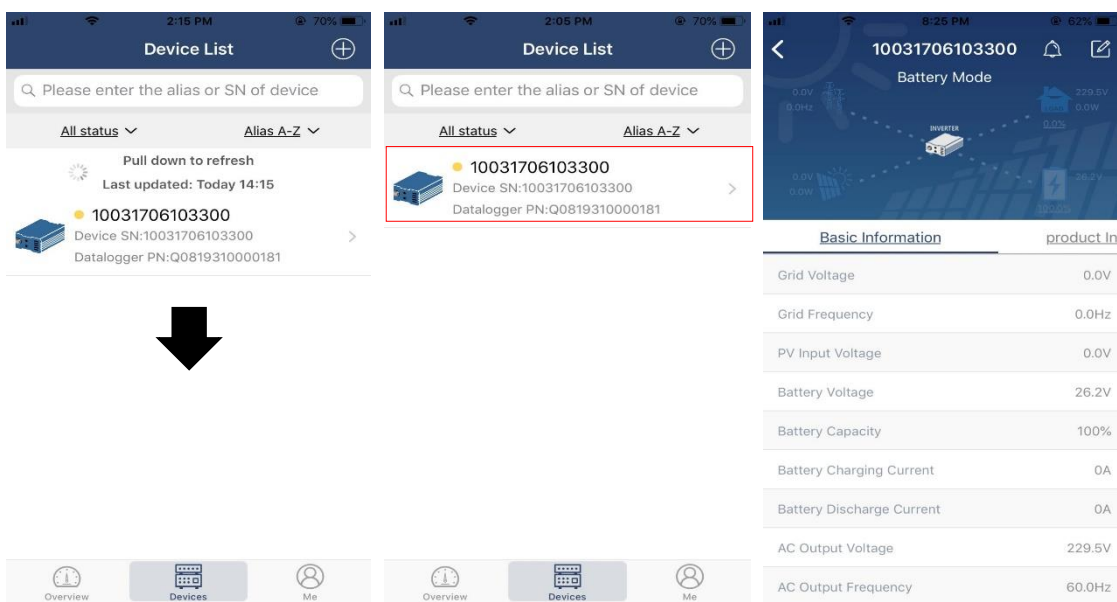 2:15 PM
70%
Device List
Please enter the alias or SN of device
All status
Alias A-Z
Pull down to refresh
Last updated: Today 14:15
10031706103300
Device SN:10031706103300
Datalogger PN:Q0819310000181
Overview
Devices
Me
2:05 PM
70%
Device List
Please enter the alias or SN of device
All status
Alias A-Z
10031706103300
Device SN:10031706103300
Datalogger PN:Q0819310000181
Overview
Devices
Me
8:25 PM
62%
10031706103300
Battery Mode
0.0V
0.0Hz
229.5V
0.0W
0.0%
INVERTER
0.0V
0.0W
26.2V
100.0%
Basic Information
product In
Grid Voltage 0.0V
Grid Frequency 0.0Hz
PV Input Voltage 0.0V
Battery Voltage 26.2V
Battery Capacity 100%
Battery Charging Current 0A
Battery Discharge Current 0A
AC Output Voltage 229.5V
AC Output Frequency 60.0Hz